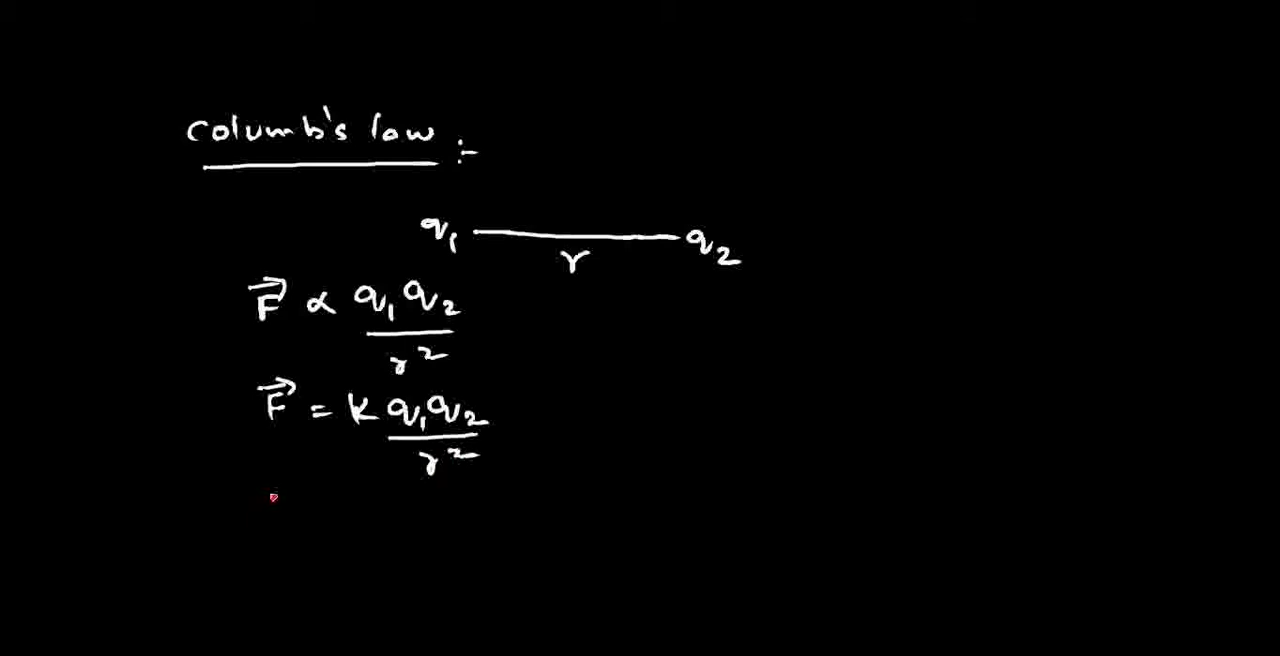 columb's law :-
q₁ r q₂
F⃗ ∝ q₁q₂/r²
F⃗ = K q₁q₂/r²